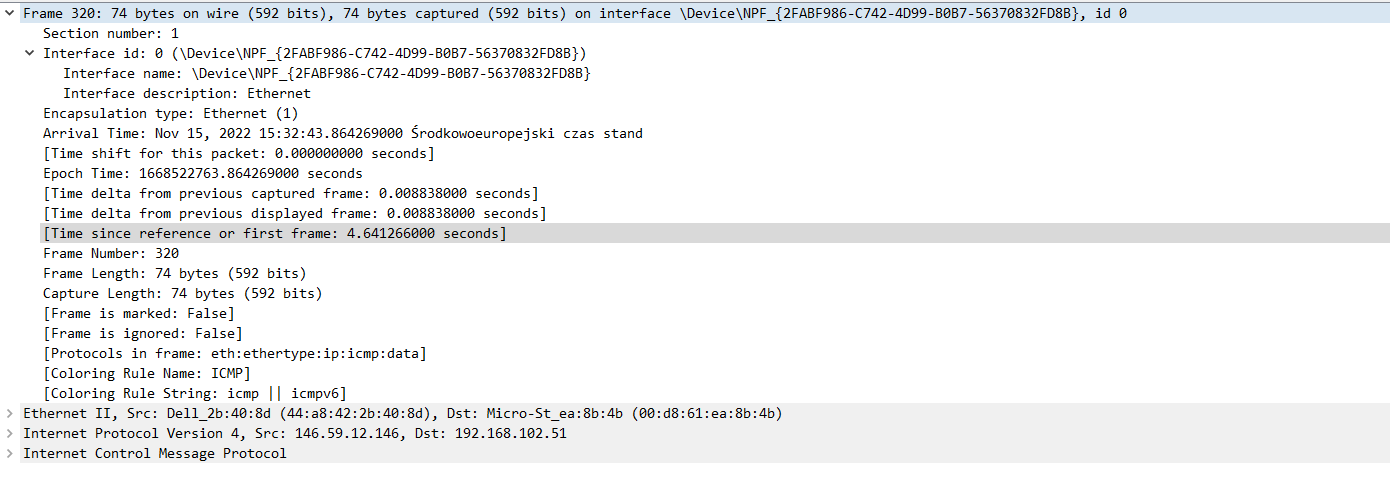 Frame 320: 74 bytes on wire (592 bits), 74 bytes captured (592 bits) on interface \Device\NPF_{2FABF986-C742-4D99-B0B7-56370832FD8B}, id 0
Section number: 1
Interface id: 0 (\Device\NPF_{2FABF986-C742-4D99-B0B7-56370832FD8B})
Interface name: \Device\NPF_{2FABF986-C742-4D99-B0B7-56370832FD8B}
Interface description: Ethernet
Encapsulation type: Ethernet (1)
Arrival Time: Nov 15, 2022 15:32:43.864269000 Środkowoeuropejski czas stand
[Time shift for this packet: 0.000000000 seconds]
Epoch Time: 1668522763.864269000 seconds
[Time delta from previous captured frame: 0.008838000 seconds]
[Time delta from previous displayed frame: 0.008838000 seconds]
[Time since reference or first frame: 4.641266000 seconds]
Frame Number: 320
Frame Length: 74 bytes (592 bits)
Capture Length: 74 bytes (592 bits)
[Frame is marked: False]
[Frame is ignored: False]
[Protocols in frame: eth:ethertype:ip:icmp:data]
[Coloring Rule Name: ICMP]
[Coloring Rule String: icmp || icmpv6]
Ethernet II, Src: Dell_2b:40:8d (44:a8:42:2b:40:8d), Dst: Micro-St_ea:8b:4b (00:d8:61:ea:8b:4b)
Internet Protocol Version 4, Src: 146.59.12.146, Dst: 192.168.102.51
Internet Control Message Protocol